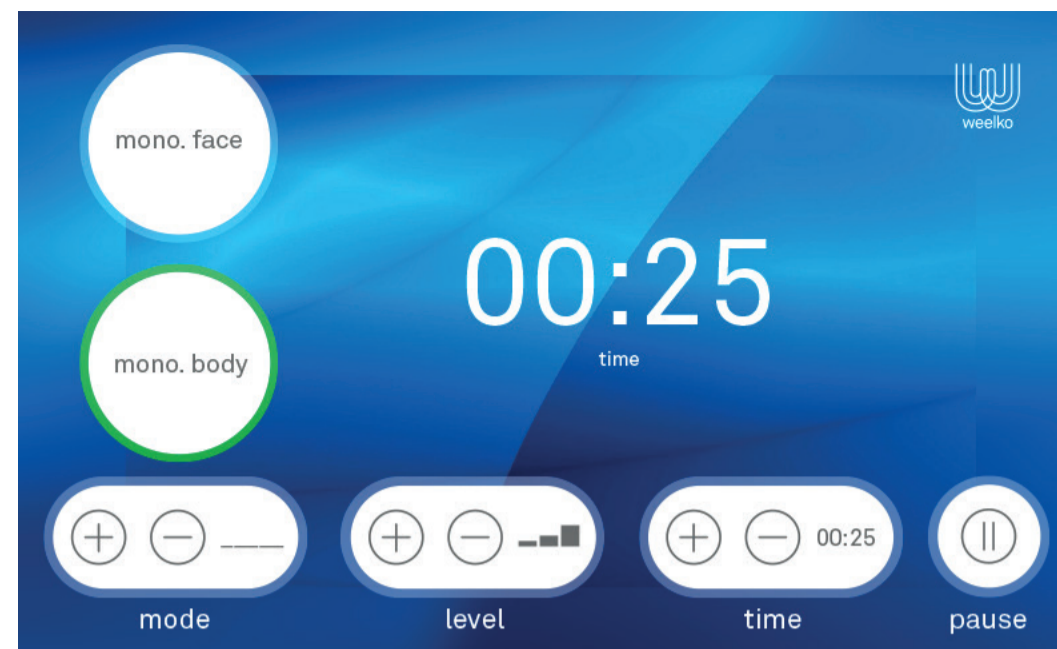 mono. face
weelko
00:25
time
mono. body
00:25
mode
level
time
pause